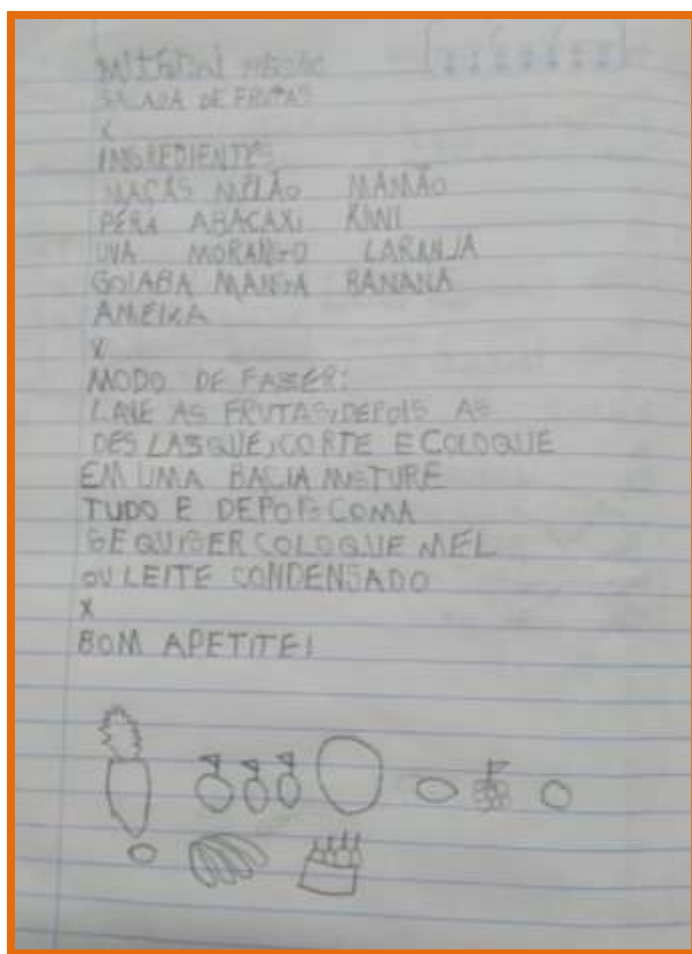 MATERIAL
SALADA DE FRUTAS
X
INGREDIENTES
MAÇÃS MELÃO MAMÃO
PÊRA ABACAXI KIWI
UVA MORANGO LARANJA
GOIABA MANGA BANANA
AMEIXA
X
MODO DE FASER:
LAVE AS FRUTAS, DEPOIS AS
DESCASQUE, CORTE E COLOQUE
EM UMA BACIA MISTURE
TUDO E DEPOIS COMA
SE QUISER COLOQUE MEL
OU LEITE CONDENSADO
X
BOM APETITE!